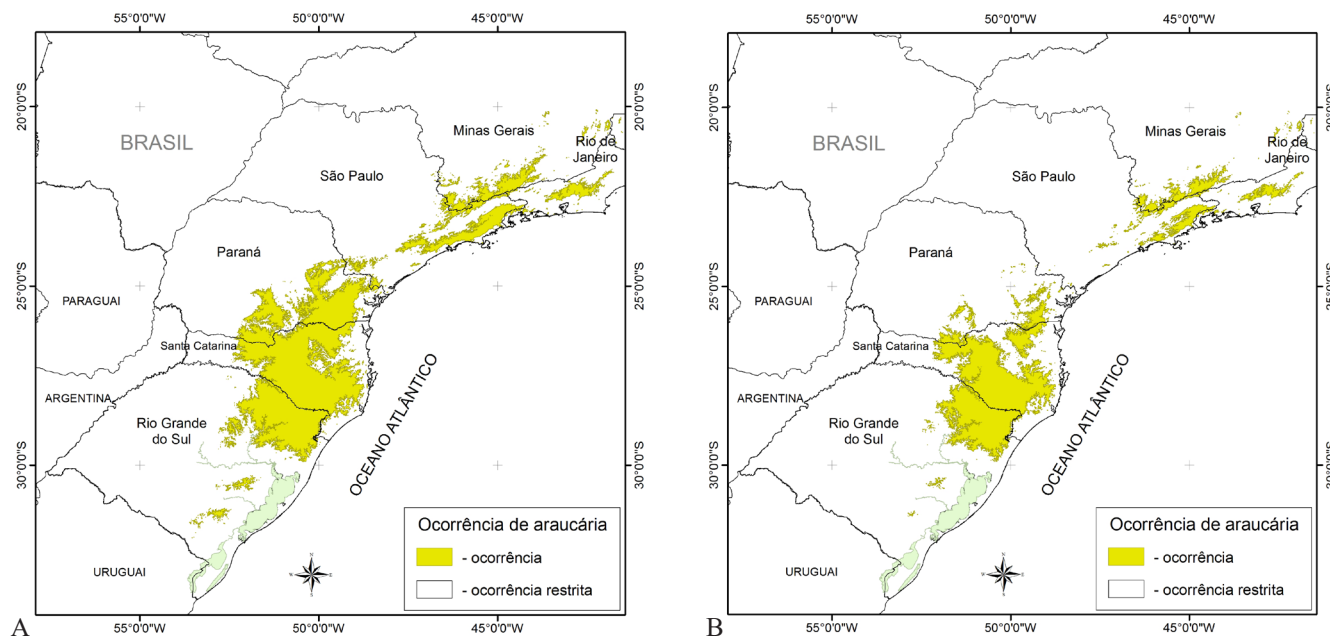 55°0'0"W 50°0'0"W 45°0'0"W
20°0'0"S
25°0'0"S
30°0'0"S
BRASIL
Minas Gerais
Rio de
Janeiro
São Paulo
Paraná
PARAGUAI
Santa Catarina
ARGENTINA
Rio Grande
do Sul
OCEANO ATLÂNTICO
URUGUAI
Ocorrência de araucária
- ocorrência
- ocorrência restrita
N
W E
S
20°0'0"S
25°0'0"S
30°0'0"S
55°0'0"W 50°0'0"W 45°0'0"W
A
55°0'0"W 50°0'0"W 45°0'0"W
20°0'0"S
25°0'0"S
30°0'0"S
BRASIL
Minas Gerais
Rio de
Janeiro
São Paulo
Paraná
PARAGUAI
Santa Catarina
ARGENTINA
Rio Grande
do Sul
OCEANO ATLÂNTICO
URUGUAI
Ocorrência de araucária
- ocorrência
- ocorrência restrita
N
W E
S
20°0'0"S
25°0'0"S
30°0'0"S
55°0'0"W 50°0'0"W 45°0'0"W
B